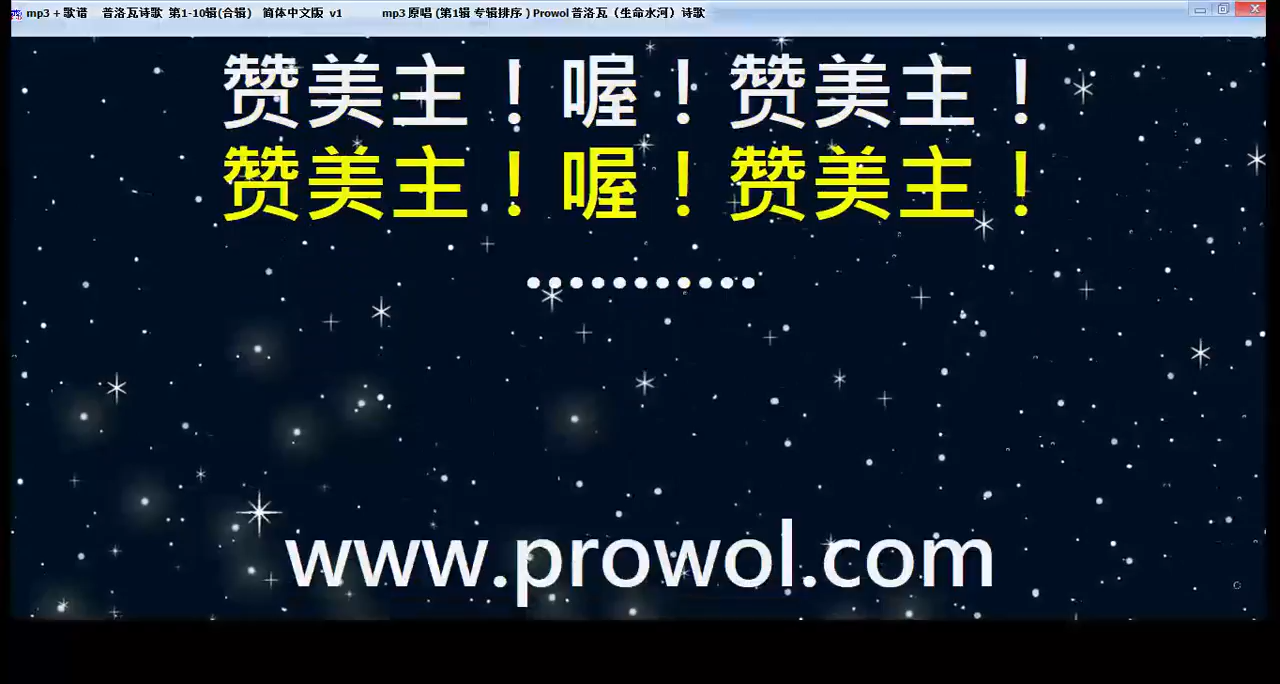 mp3 + 歌谱 普洛瓦诗歌 第1-10辑(合辑) 简体中文版 v1 mp3 原唱 (第1辑 专辑排序 ) Prowol 普洛瓦（生命水河）诗歌
赞美主！喔！赞美主！
赞美主！喔！赞美主！
● ● ● ● ● ● ● ● ● ● ●
www.prowol.com